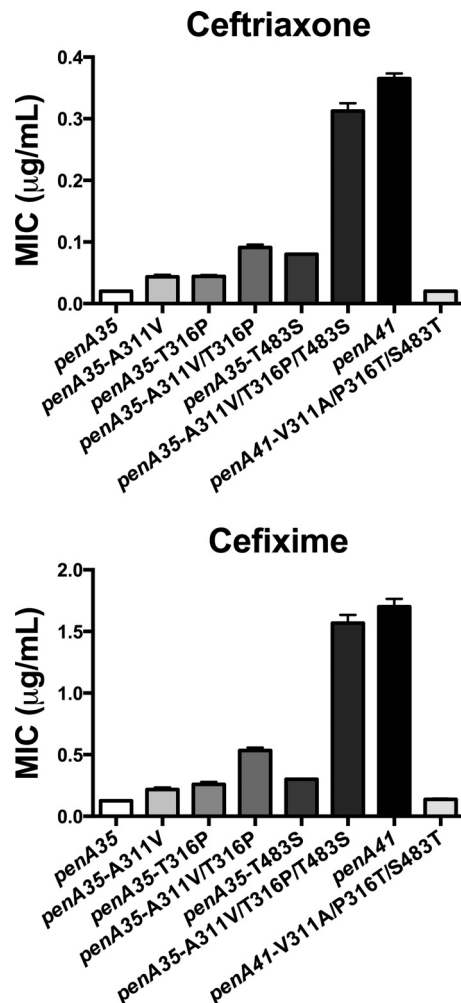 Ceftriaxone
MIC (μg/mL)
0.4
0.3
0.2
0.1
0.0
penA35
penA35-A311V
penA35-T316P
penA35-A311V/T316P
penA35-T483S
penA35-A311V/T316P/T483S
penA41
penA41-V311A/P316T/S483T
Cefixime
MIC (μg/mL)
2.0
1.5
1.0
0.5
0.0
penA35
penA35-A311V
penA35-T316P
penA35-A311V/T316P
penA35-T483S
penA35-A311V/T316P/T483S
penA41
penA41-V311A/P316T/S483T